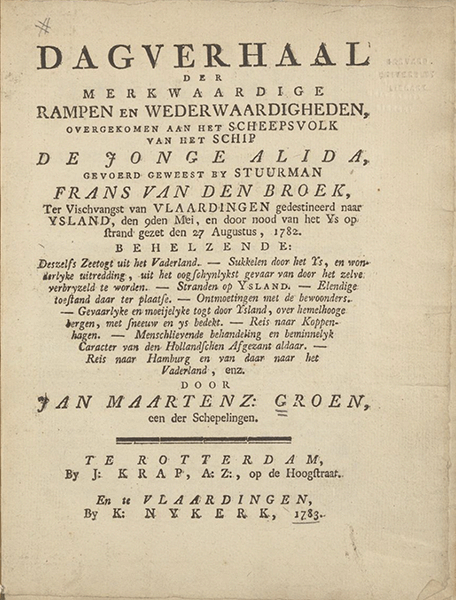 DAGVERHAAL
DER
MERKWAARDIGE
RAMPEN EN WEDERWAARDIGHEDEN,
OVERGEKOMEN AAN HET SCHEEPSVOLK
VAN HET SCHIP
DE JONGE ALIDA,
GEVOERD GEWEEST BY STUURMAN
FRANS VAN DEN BROEK,
Ter Vischvangst van VLAARDINGEN gedestineerd naar
YSLAND, den 9den Mei, en door nood van het Ys op
strand gezet den 27 Augustus, 1782.
BEHELZENDE:
Deszelfs Zeetogt uit het Vaderland. — Sukkelen door het Ys, en won-
derlyke uitredding, uit het oogschynlykst gevaar van door het zelve
verbryzeld te worden. — Stranden op YSLAND. — Elendige
toestand daar ter plaatse. — Ontmoetingen met de bewoonders.
— Gevaarlyke en moeijelyke togt door Ysland, over hemelhooge
bergen, met sneeuw en ys bedekt. — Reis naar Koppen-
hagen. — Menschlievende behandeling en beminnelyk
Caracter van den Hollandschen Afgezant aldaar. —
Reis naar Hamburg en van daar naar het
Vaderland, enz.
DOOR
JAN MAARTENZ: GROEN,
een der Schepelingen.
TE ROTTERDAM,
By J: KRAP, A: Z:, op de Hoogstraat.
En te VLAARDINGEN,
By K: NYKERK, 1783.